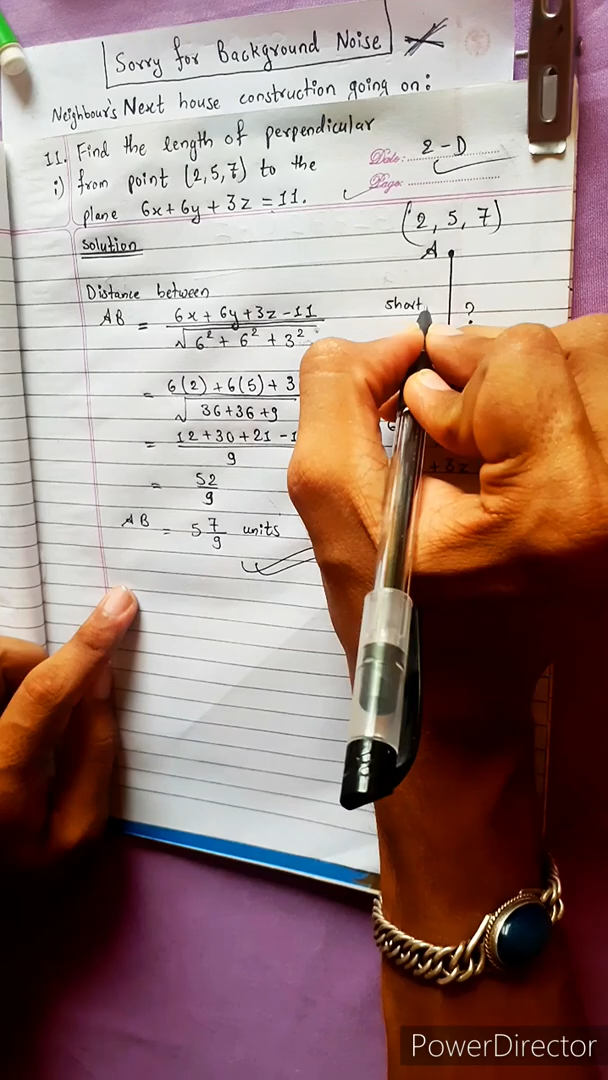 Sorry for Background Noise
Neighbour's Next house construction going on:
11. Find the length of perpendicular
i) from point (2,5,7) to the
plane 6x+6y+3z = 11.
Date: 2-D
Page:
Solution
(2, 5, 7)
A
Distance between
AB = 6x+6y+3z-11
√6²+6²+3²
short
?
= 6(2)+6(5)+3
√36+36+9
= 12+30+21-1
9
+3z
= 52
9
AB = 5 7/9 units
PowerDirector